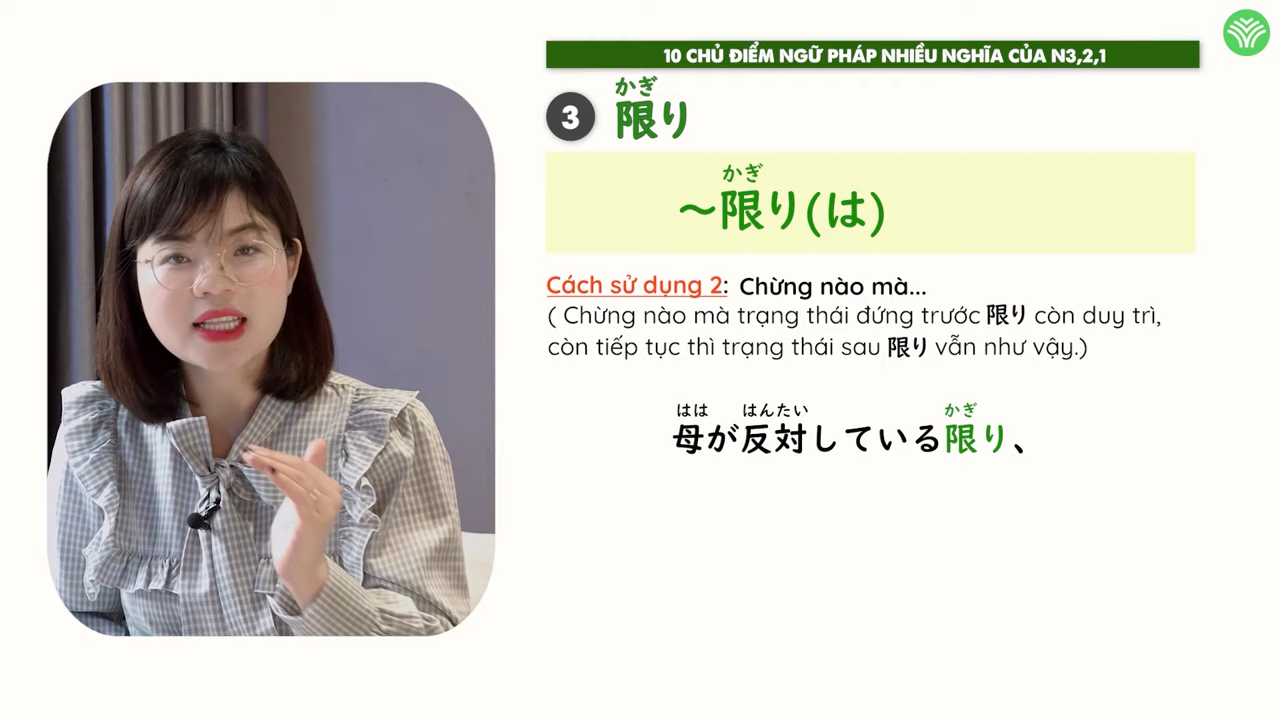 10 CHỦ ĐIỂM NGỮ PHÁP NHIỀU NGHĨA CỦA N3,2,1
かぎ
3 限り
かぎ
～限り(は)
Cách sử dụng 2: Chừng nào mà...
( Chừng nào mà trạng thái đứng trước 限り còn duy trì,
còn tiếp tục thì trạng thái sau 限り vẫn như vậy.)
はは はんたい かぎ
母が反対している限り、